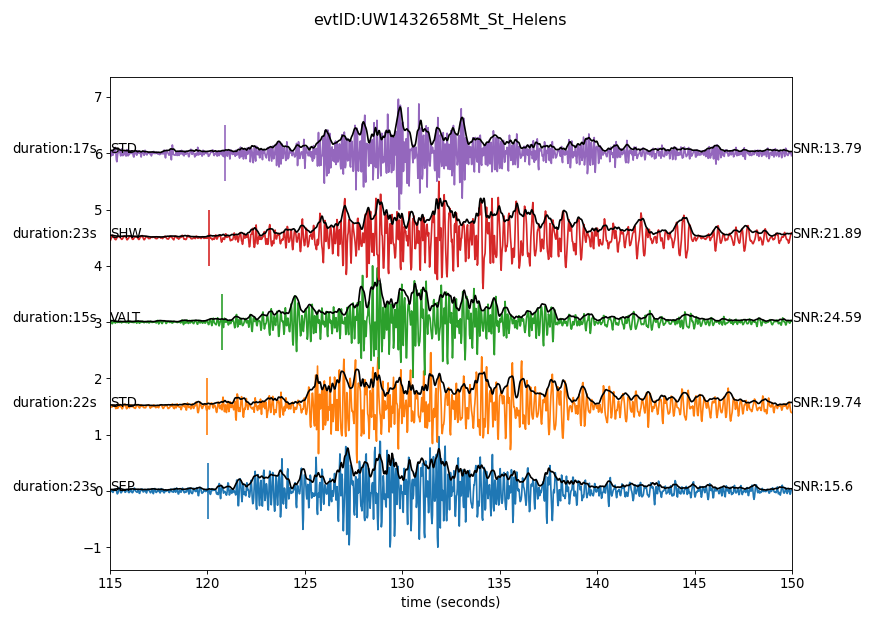 evtID:UW1432658Mt_St_Helens
7
duration:17s STD 6 SNR:13.79
5
duration:23s SHW SNR:21.89
4
duration:15s VALT 3 SNR:24.59
2
duration:22s STD SNR:19.74
1
duration:23s SEP 0 SNR:15.6
−1
115 120 125 130 135 140 145 150
time (seconds)